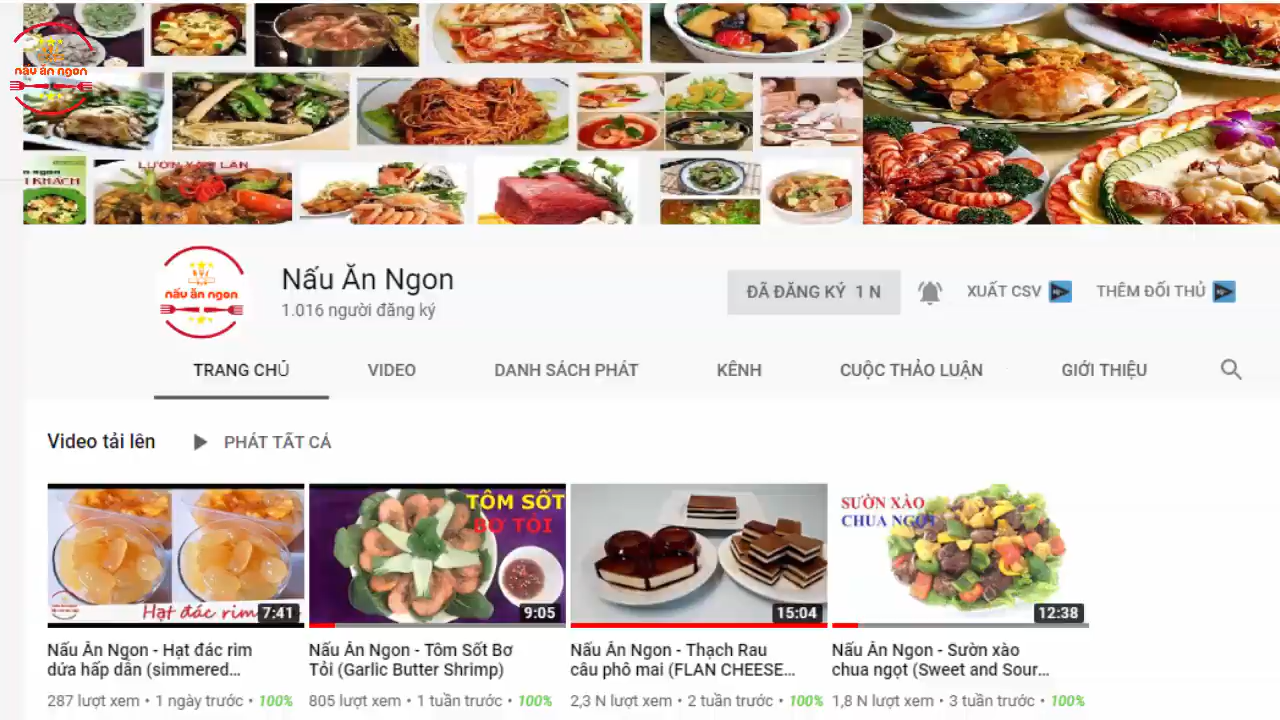 nấu ăn ngon
LƯƠN XÀO LĂN
T KHÁCH
nấu ăn ngon
Nấu Ăn Ngon
1.016 người đăng ký
ĐÃ ĐĂNG KÝ 1 N
XUẤT CSV
THÊM ĐỐI THỦ
TRANG CHỦ
VIDEO
DANH SÁCH PHÁT
KÊNH
CUỘC THẢO LUẬN
GIỚI THIỆU
Video tải lên
PHÁT TẤT CẢ
Hạt đác rim
7:41
TÔM SỐT
BƠ TỎI
9:05
15:04
SƯỜN XÀO
CHUA NGỌT
12:38
Nấu Ăn Ngon - Hạt đác rim
dứa hấp dẫn (simmered...
287 lượt xem • 1 ngày trước • 100%
Nấu Ăn Ngon - Tôm Sốt Bơ
Tỏi (Garlic Butter Shrimp)
805 lượt xem • 1 tuần trước • 100%
Nấu Ăn Ngon - Thạch Rau
câu phô mai (FLAN CHEESE...
2,3 N lượt xem • 2 tuần trước • 100%
Nấu Ăn Ngon - Sườn xào
chua ngọt (Sweet and Sour...
1,8 N lượt xem • 3 tuần trước • 100%